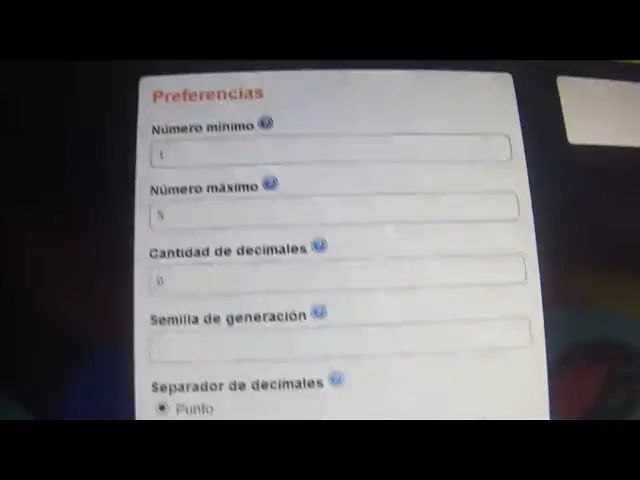 Preferencias
Número mínimo
1
Número máximo
5
Cantidad de decimales
0
Semilla de generación
Separador de decimales
Punto